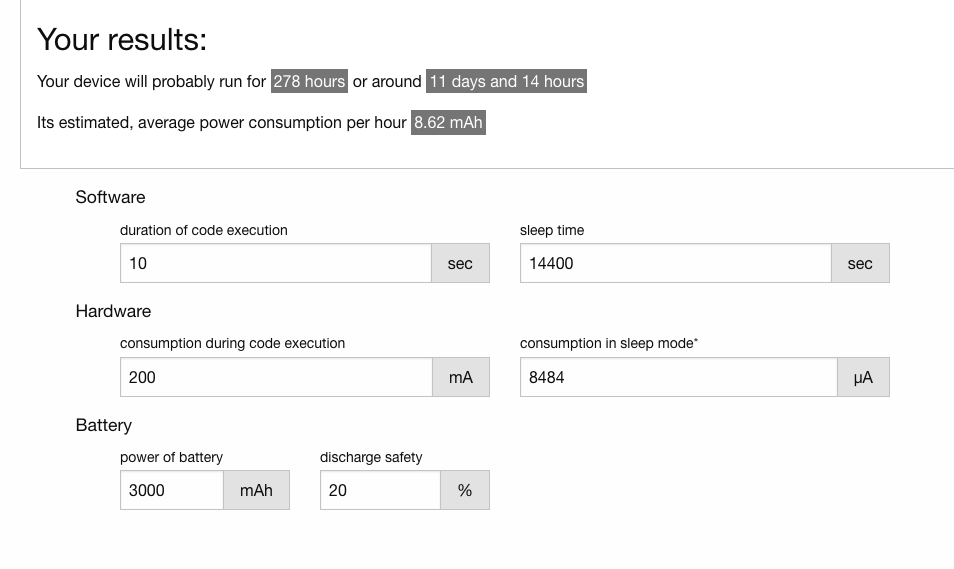 Your results:
Your device will probably run for 278 hours or around 11 days and 14 hours
Its estimated, average power consumption per hour 8.62 mAh
Software
duration of code execution sleep time
10 sec 14400 sec
Hardware
consumption during code execution consumption in sleep mode*
200 mA 8484 µA
Battery
power of battery discharge safety
3000 mAh 20 %